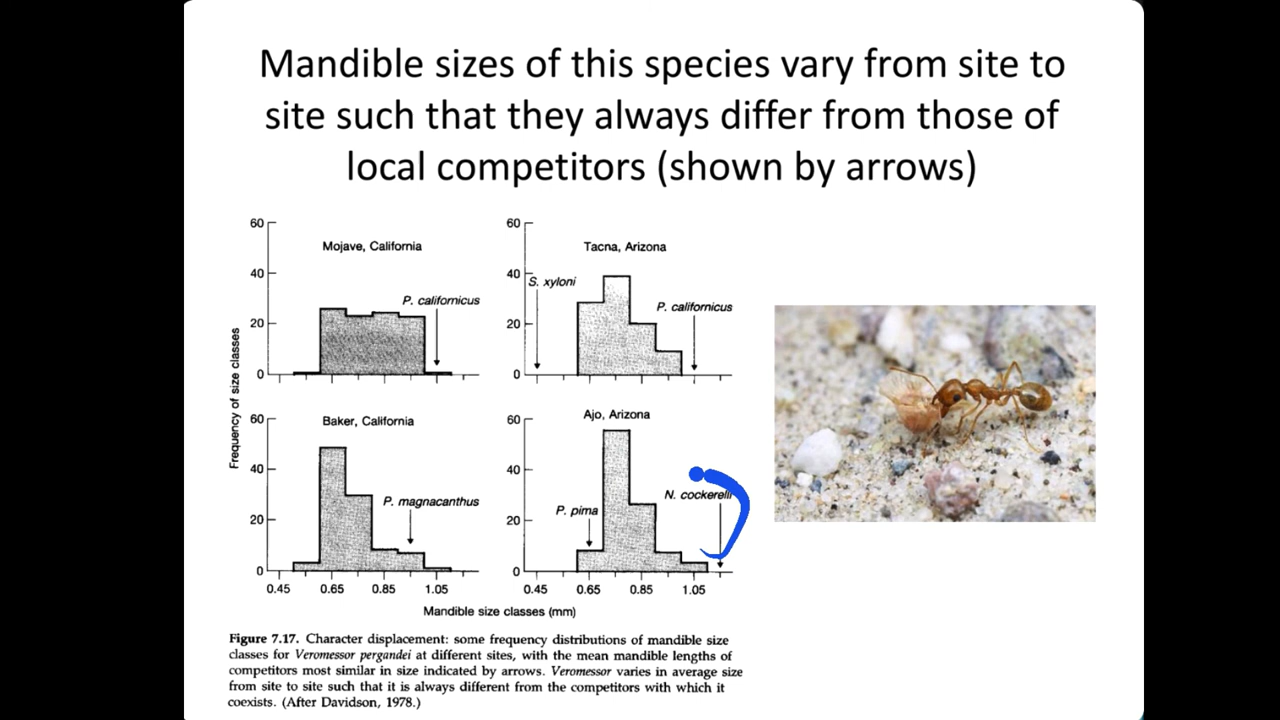 Mandible sizes of this species vary from site to
site such that they always differ from those of
local competitors (shown by arrows)
Frequency of size classes
60
40
20
0
Mojave, California
P. californicus
60
40
20
0
Tacna, Arizona
S. xyloni
P. californicus
60
40
20
0
Baker, California
P. magnacanthus
0.45 0.65 0.85 1.05
60
40
20
0
Ajo, Arizona
P. pima
N. cockerelli
0.45 0.65 0.85 1.05
Mandible size classes (mm)
Figure 7.17. Character displacement: some frequency distributions of mandible size
classes for Veromessor pergandei at different sites, with the mean mandible lengths of
competitors most similar in size indicated by arrows. Veromessor varies in average size
from site to site such that it is always different from the competitors with which it
coexists. (After Davidson, 1978.)